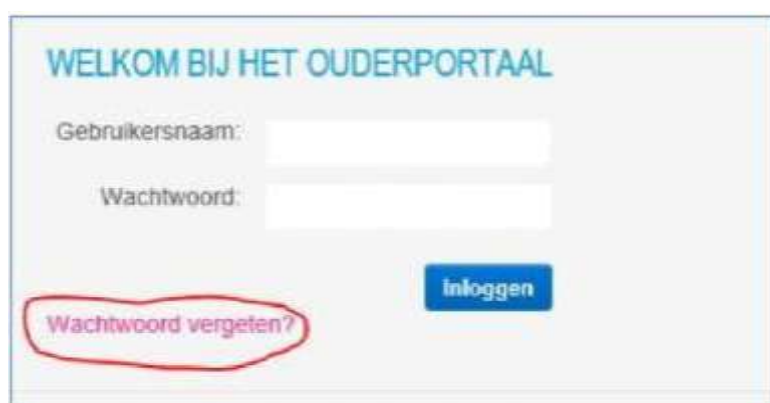 WELKOM BIJ HET OUDERPORTAAL
Gebruikersnaam:
Wachtwoord:
Inloggen
Wachtwoord vergeten?